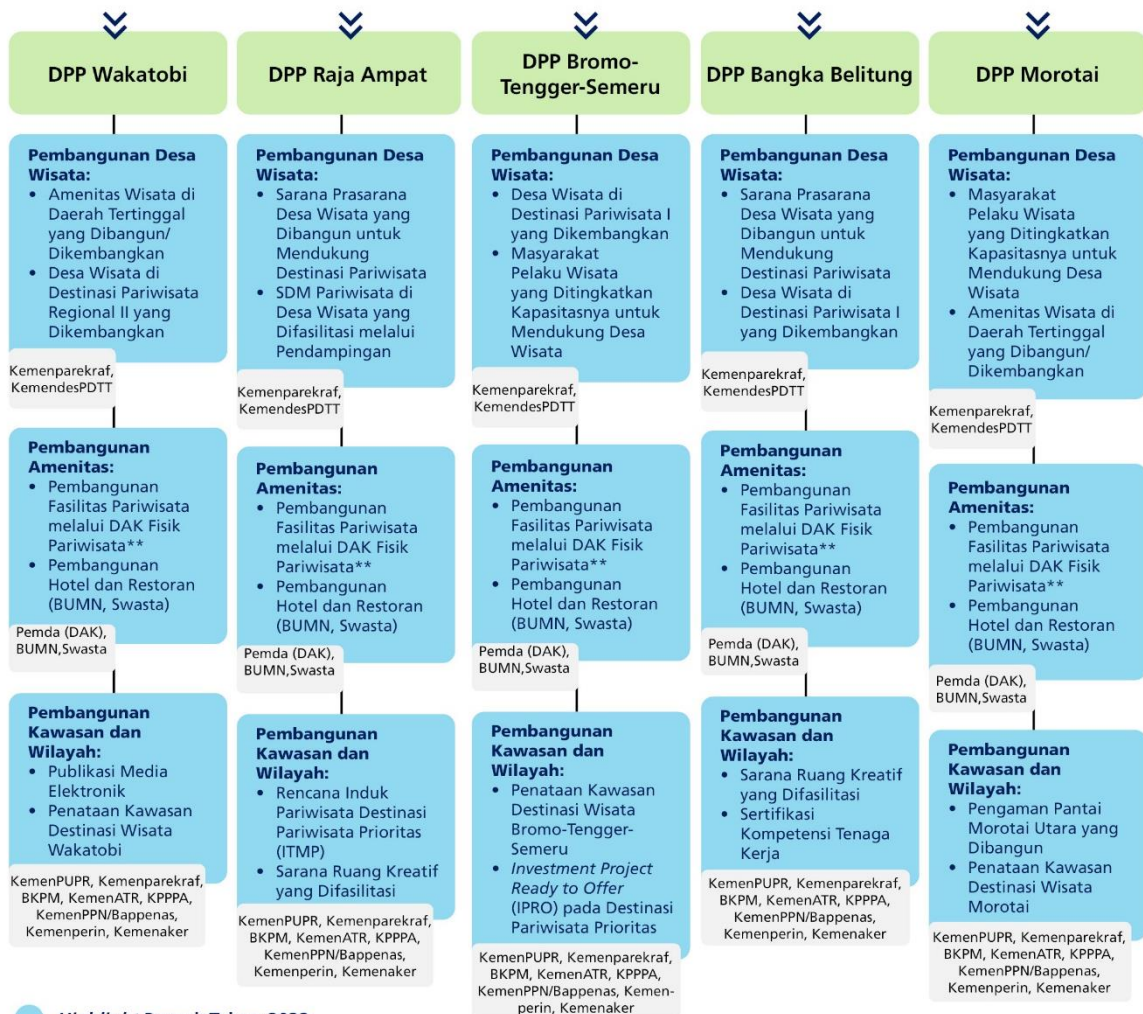 DPP Wakatobi
Pembangunan Desa
Wisata:
• Amenitas Wisata di
Daerah Tertinggal
yang Dibangun/
Dikembangkan
• Desa Wisata di
Destinasi Pariwisata
Regional II yang
Dikembangkan
Kemenparekraf,
KemendesPDTT
Pembangunan
Amenitas:
• Pembangunan
Fasilitas Pariwisata
melalui DAK Fisik
Pariwisata**
• Pembangunan
Hotel dan Restoran
(BUMN, Swasta)
Pemda (DAK),
BUMN,Swasta
Pembangunan
Kawasan dan
Wilayah:
• Publikasi Media
Elektronik
• Penataan Kawasan
Destinasi Wisata
Wakatobi
KemenPUPR, Kemenparekraf,
BKPM, KemenATR, KPPPA,
KemenPPN/Bappenas,
Kemenperin, Kemenaker
DPP Raja Ampat
Pembangunan Desa
Wisata:
• Sarana Prasarana
Desa Wisata yang
Dibangun untuk
Mendukung
Destinasi Pariwisata
• SDM Pariwisata di
Desa Wisata yang
Difasilitasi melalui
Pendampingan
Kemenparekraf,
KemendesPDTT
Pembangunan
Amenitas:
• Pembangunan
Fasilitas Pariwisata
melalui DAK Fisik
Pariwisata**
• Pembangunan
Hotel dan Restoran
(BUMN, Swasta)
Pemda (DAK),
BUMN,Swasta
Pembangunan
Kawasan dan
Wilayah:
• Rencana Induk
Pariwisata Destinasi
Pariwisata Prioritas
(ITMP)
• Sarana Ruang Kreatif
yang Difasilitasi
KemenPUPR, Kemenparekraf,
BKPM, KemenATR, KPPPA,
KemenPPN/Bappenas,
Kemenperin, Kemenaker
DPP Bromo-
Tengger-Semeru
Pembangunan Desa
Wisata:
• Desa Wisata di
Destinasi Pariwisata I
yang Dikembangkan
• Masyarakat
Pelaku Wisata
yang Ditingkatkan
Kapasitasnya untuk
Mendukung Desa
Wisata
Kemenparekraf,
KemendesPDTT
Pembangunan
Amenitas:
• Pembangunan
Fasilitas Pariwisata
melalui DAK Fisik
Pariwisata**
• Pembangunan
Hotel dan Restoran
(BUMN, Swasta)
Pemda (DAK),
BUMN,Swasta
Pembangunan
Kawasan dan
Wilayah:
• Penataan Kawasan
Destinasi Wisata
Bromo-Tengger-
Semeru
• Investment Project
Ready to Offer
(IPRO) pada Destinasi
Pariwisata Prioritas
KemenPUPR, Kemenparekraf,
BKPM, KemenATR, KPPPA,
KemenPPN/Bappenas, Kemen-
perin, Kemenaker
DPP Bangka Belitung
Pembangunan Desa
Wisata:
• Sarana Prasarana
Desa Wisata yang
Dibangun untuk
Mendukung
Destinasi Pariwisata
• Desa Wisata di
Destinasi Pariwisata I
yang Dikembangkan
Kemenparekraf,
KemendesPDTT
Pembangunan
Amenitas:
• Pembangunan
Fasilitas Pariwisata
melalui DAK Fisik
Pariwisata**
• Pembangunan
Hotel dan Restoran
(BUMN, Swasta)
Pemda (DAK),
BUMN,Swasta
Pembangunan
Kawasan dan
Wilayah:
• Sarana Ruang Kreatif
yang Difasilitasi
• Sertifikasi
Kompetensi Tenaga
Kerja
KemenPUPR, Kemenparekraf,
BKPM, KemenATR, KPPPA,
KemenPPN/Bappenas,
Kemenperin, Kemenaker
DPP Morotai
Pembangunan Desa
Wisata:
• Masyarakat
Pelaku Wisata
yang Ditingkatkan
Kapasitasnya untuk
Mendukung Desa
Wisata
• Amenitas Wisata di
Daerah Tertinggal
yang Dibangun/
Dikembangkan
Kemenparekraf,
KemendesPDTT
Pembangunan
Amenitas:
• Pembangunan
Fasilitas Pariwisata
melalui DAK Fisik
Pariwisata**
• Pembangunan
Hotel dan Restoran
(BUMN, Swasta)
Pemda (DAK),
BUMN,Swasta
Pembangunan
Kawasan dan
Wilayah:
• Pengaman Pantai
Morotai Utara yang
Dibangun
• Penataan Kawasan
Destinasi Wisata
Morotai
KemenPUPR, Kemenparekraf,
BKPM, KemenATR, KPPPA,
KemenPPN/Bappenas,
Kemenperin, Kemenaker